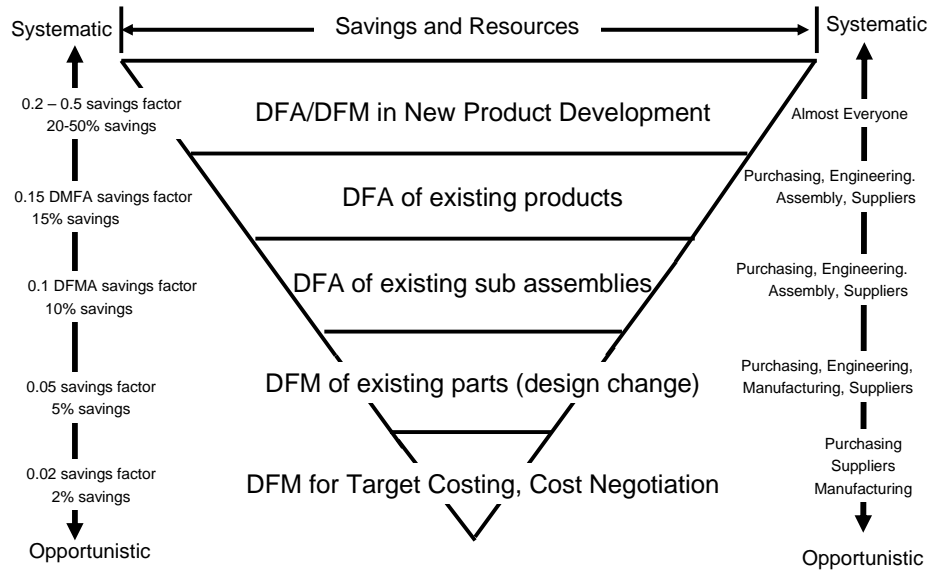 Systematic
Savings and Resources
Systematic
0.2 – 0.5 savings factor
20-50% savings
DFA/DFM in New Product Development
Almost Everyone
0.15 DMFA savings factor
15% savings
DFA of existing products
Purchasing, Engineering.
Assembly, Suppliers
0.1 DFMA savings factor
10% savings
DFA of existing sub assemblies
Purchasing, Engineering.
Assembly, Suppliers
0.05 savings factor
5% savings
DFM of existing parts (design change)
Purchasing, Engineering,
Manufacturing, Suppliers
0.02 savings factor
2% savings
DFM for Target Costing, Cost Negotiation
Purchasing
Suppliers
Manufacturing
Opportunistic
Opportunistic